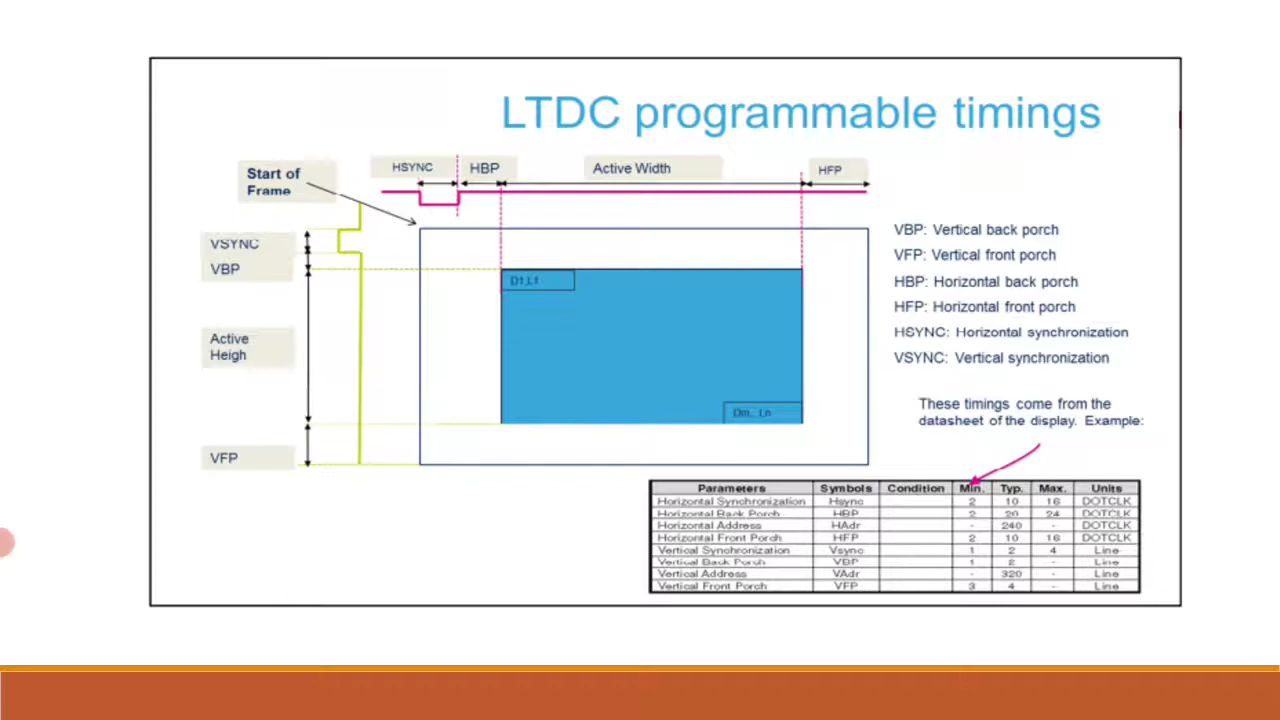 LTDC programmable timings
HSYNC
HBP
Active Width
HFP
Start of
Frame
VSYNC
VBP
Active
Heigh
VFP
D1,L1
Dm, Ln
VBP: Vertical back porch
VFP: Vertical front porch
HBP: Horizontal back porch
HFP: Horizontal front porch
HSYNC: Horizontal synchronization
VSYNC: Vertical synchronization
These timings come from the
datasheet of the display. Example:
Parameters Symbols Condition Min. Typ. Max. Units
Horizontal Synchronization Hsync 2 10 16 DOTCLK
Horizontal Back Porch HBP 2 20 24 DOTCLK
Horizontal Address HAdr - 240 - DOTCLK
Horizontal Front Porch HFP 2 10 16 DOTCLK
Vertical Synchronization Vsync 1 2 4 Line
Vertical Back Porch VBP 1 2 - Line
Vertical Address VAdr - 320 - Line
Vertical Front Porch VFP 3 4 - Line